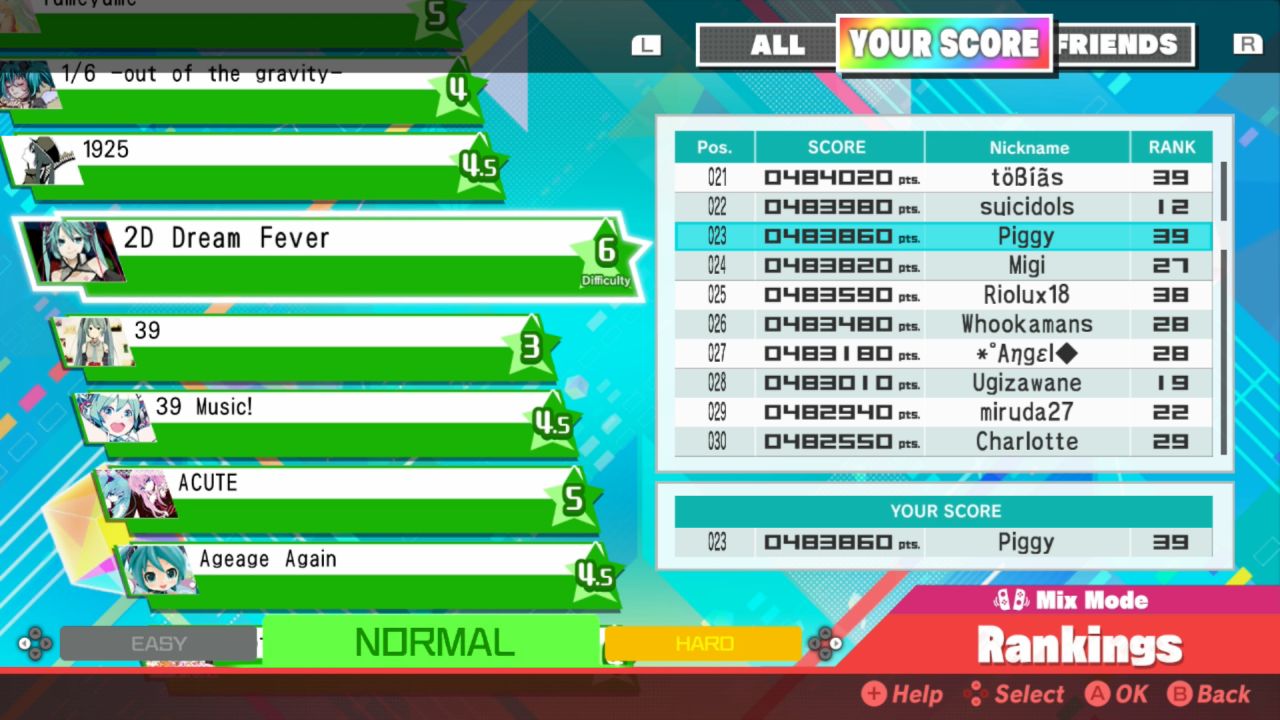 Yumeyume
5
1/6 -out of the gravity-
4
1925
4.5
2D Dream Fever
6
Difficulty
39
3
39 Music!
4.5
ACUTE
5
Ageage Again
4.5
EASY
NORMAL
HARD
L
ALL
YOUR SCORE
FRIENDS
R
Pos. SCORE Nickname RANK
021 0484020 pts. tößíãs 39
022 0483980 pts. suicidols 12
023 0483860 pts. Piggy 39
024 0483820 pts. Migi 27
025 0483590 pts. Riolux18 38
026 0483480 pts. Whookamans 28
027 0483180 pts. *°Aηgεl◆ 28
028 0483010 pts. Ugizawane 19
029 0482940 pts. miruda27 22
030 0482550 pts. Charlotte 29
YOUR SCORE
023 0483860 pts. Piggy 39
Mix Mode
Rankings
+ Help Select A OK B Back